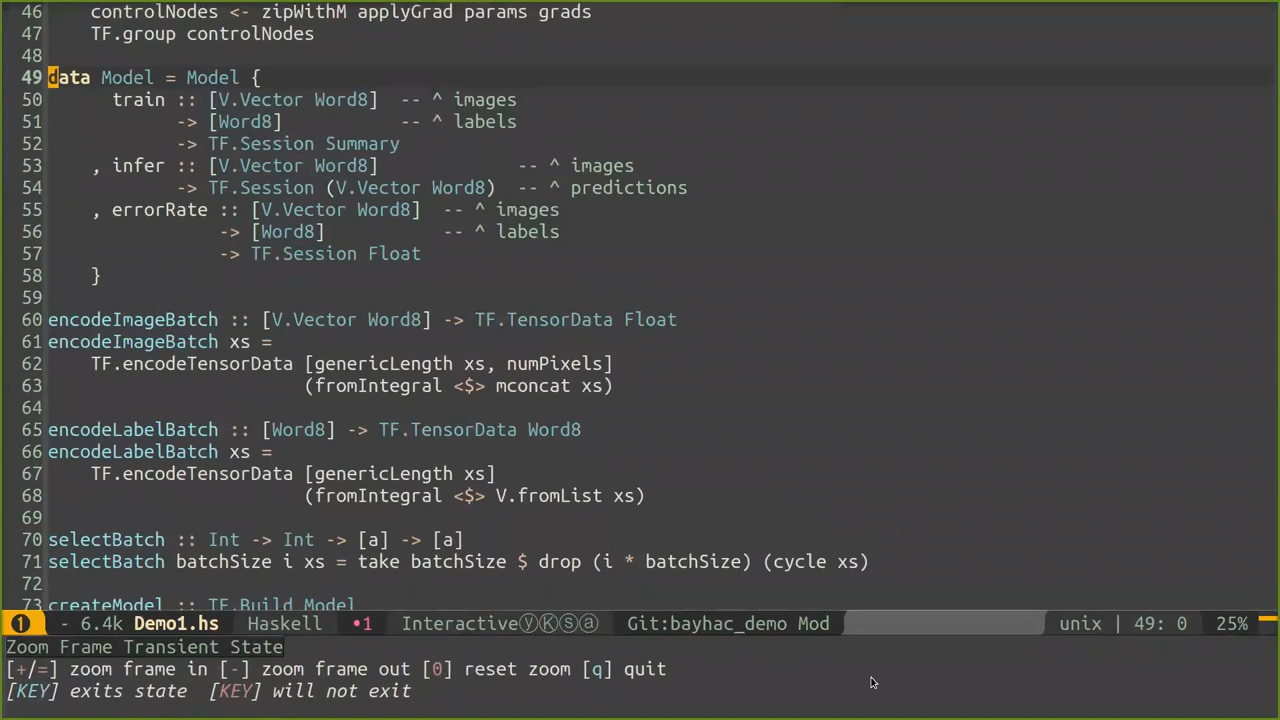 46     controlNodes <- zipWithM applyGrad params grads
47     TF.group controlNodes
48
49 data Model = Model {
50       train :: [V.Vector Word8]  -- ^ images
51             -> [Word8]           -- ^ labels
52             -> TF.Session Summary
53     , infer :: [V.Vector Word8]             -- ^ images
54             -> TF.Session (V.Vector Word8)  -- ^ predictions
55     , errorRate :: [V.Vector Word8]  -- ^ images
56                 -> [Word8]           -- ^ labels
57                 -> TF.Session Float
58     }
59
60 encodeImageBatch :: [V.Vector Word8] -> TF.TensorData Float
61 encodeImageBatch xs =
62     TF.encodeTensorData [genericLength xs, numPixels]
63                         (fromIntegral <$> mconcat xs)
64
65 encodeLabelBatch :: [Word8] -> TF.TensorData Word8
66 encodeLabelBatch xs =
67     TF.encodeTensorData [genericLength xs]
68                         (fromIntegral <$> V.fromList xs)
69
70 selectBatch :: Int -> Int -> [a] -> [a]
71 selectBatch batchSize i xs = take batchSize $ drop (i * batchSize) (cycle xs)
72
73 createModel :: TF.Build Model
❶ - 6.4k Demo1.hs Haskell •1 InteractiveⓨⓀⓢⓐ Git:bayhac_demo Mod unix | 49: 0 25%
Zoom Frame Transient State
[+/=] zoom frame in [-] zoom frame out [0] reset zoom [q] quit
[KEY] exits state  [KEY] will not exit